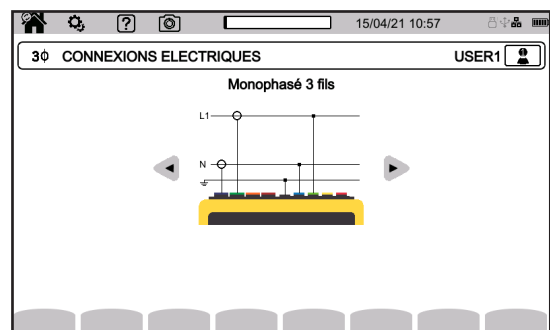 ?
15/04/21 10:57
3ϕ CONNEXIONS ELECTRIQUES USER1
Monophasé 3 fils
L1
N